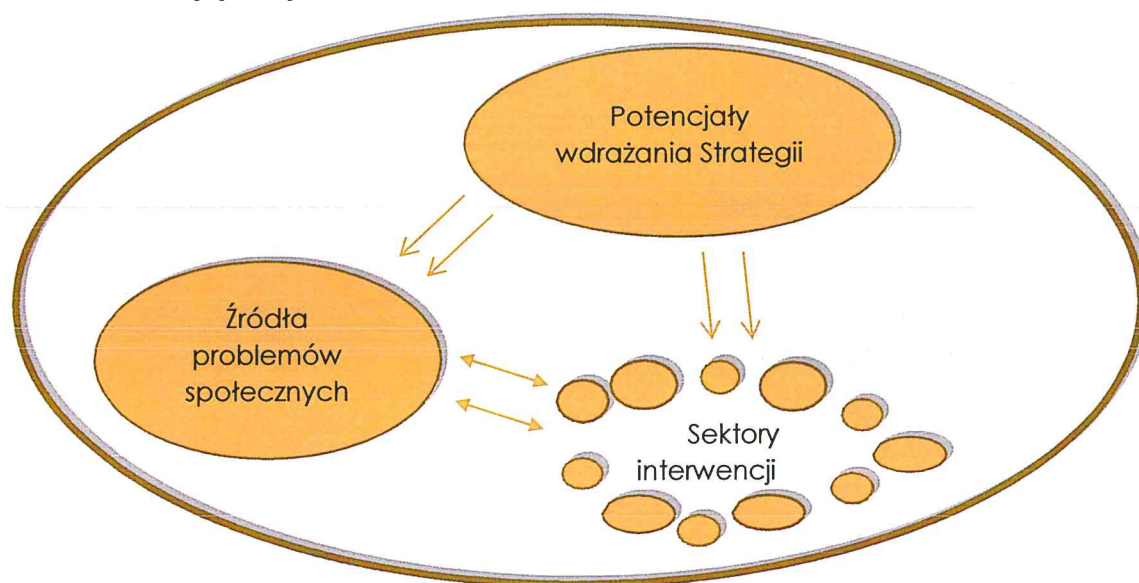 Potencjały
wdrażania Strategii
Źródła
problemów
społecznych
Sektory
interwencji